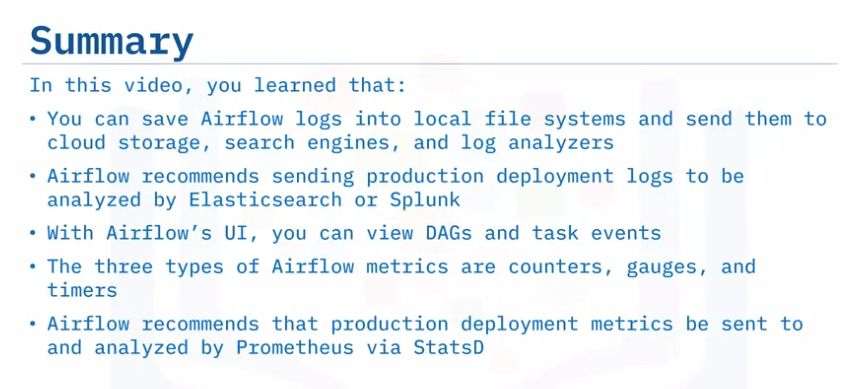 Summary
In this video, you learned that:
• You can save Airflow logs into local file systems and send them to
cloud storage, search engines, and log analyzers
• Airflow recommends sending production deployment logs to be
analyzed by Elasticsearch or Splunk
• With Airflow’s UI, you can view DAGs and task events
• The three types of Airflow metrics are counters, gauges, and
timers
• Airflow recommends that production deployment metrics be sent to
and analyzed by Prometheus via StatsD